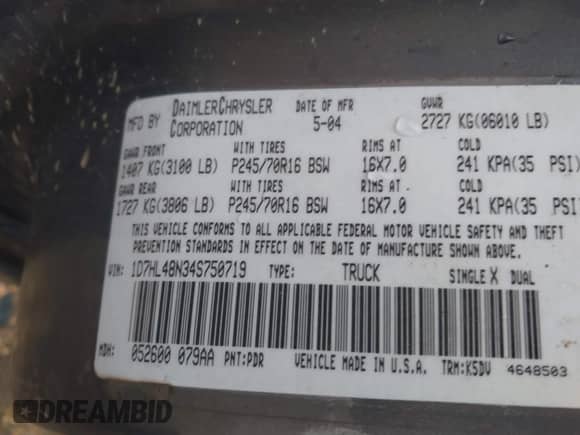 MFD BY DAIMLERCHRYSLER CORPORATION DATE OF MFR 5-04 GVWR 2727 KG(06010 LB)
GAWR FRONT WITH TIRES RIMS AT COLD
1407 KG(3100 LB) P245/70R16 BSW 16X7.0 241 KPA(35 PSI)
GAWR REAR WITH TIRES RIMS AT COLD
1727 KG(3806 LB) P245/70R16 BSW 16X7.0 241 KPA(35 PSI
THIS VEHICLE CONFORMS TO ALL APPLICABLE FEDERAL MOTOR VEHICLE SAFETY AND THEFT
PREVENTION STANDARDS IN EFFECT ON THE DATE OF MANUFACTURE SHOWN ABOVE.
VIN: 1D7HL48N34S750719 TYPE: TRUCK SINGLE X DUAL
MDH: 052600 079AA PNT:PDR VEHICLE MADE IN U.S.A. TRM:K5DV 4648503
DREAMBID